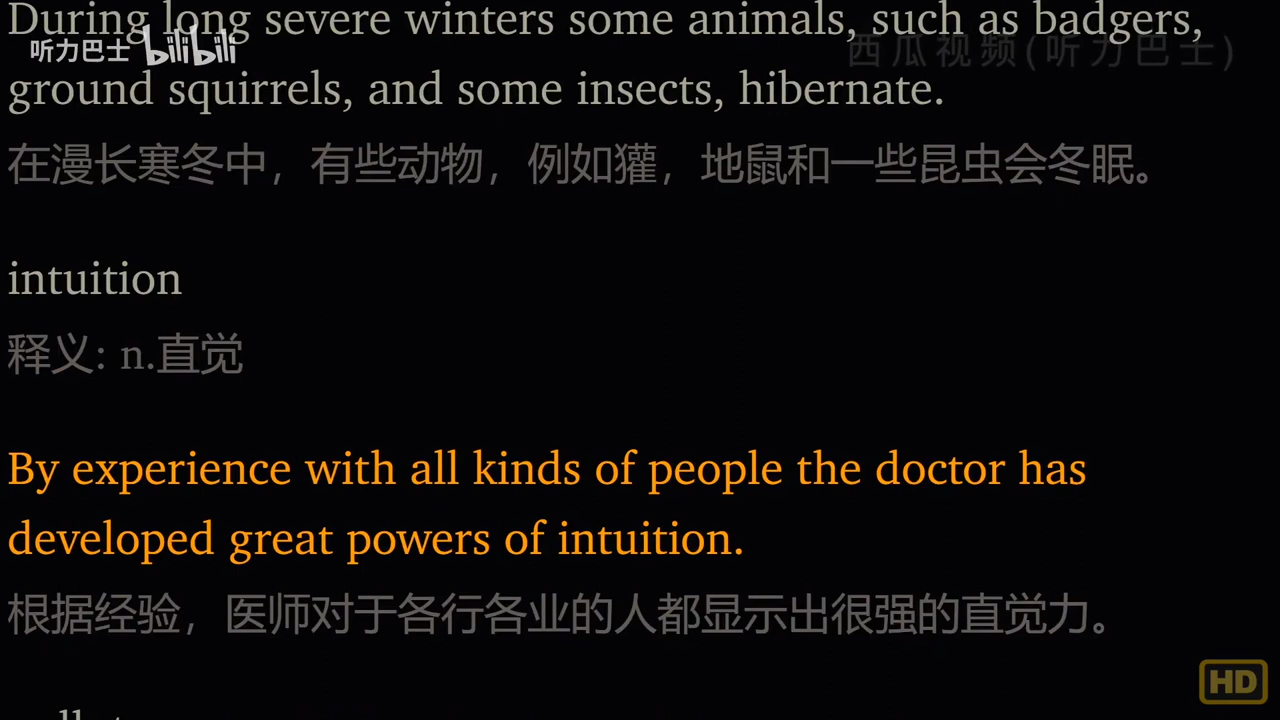 During long severe winters some animals, such as badgers,
听力巴士 bilibili
西瓜视频(听力巴士)
ground squirrels, and some insects, hibernate.
在漫长寒冬中，有些动物，例如獾，地鼠和一些昆虫会冬眠。
intuition
释义: n.直觉
By experience with all kinds of people the doctor has
developed great powers of intuition.
根据经验，医师对于各行各业的人都显示出很强的直觉力。
HD